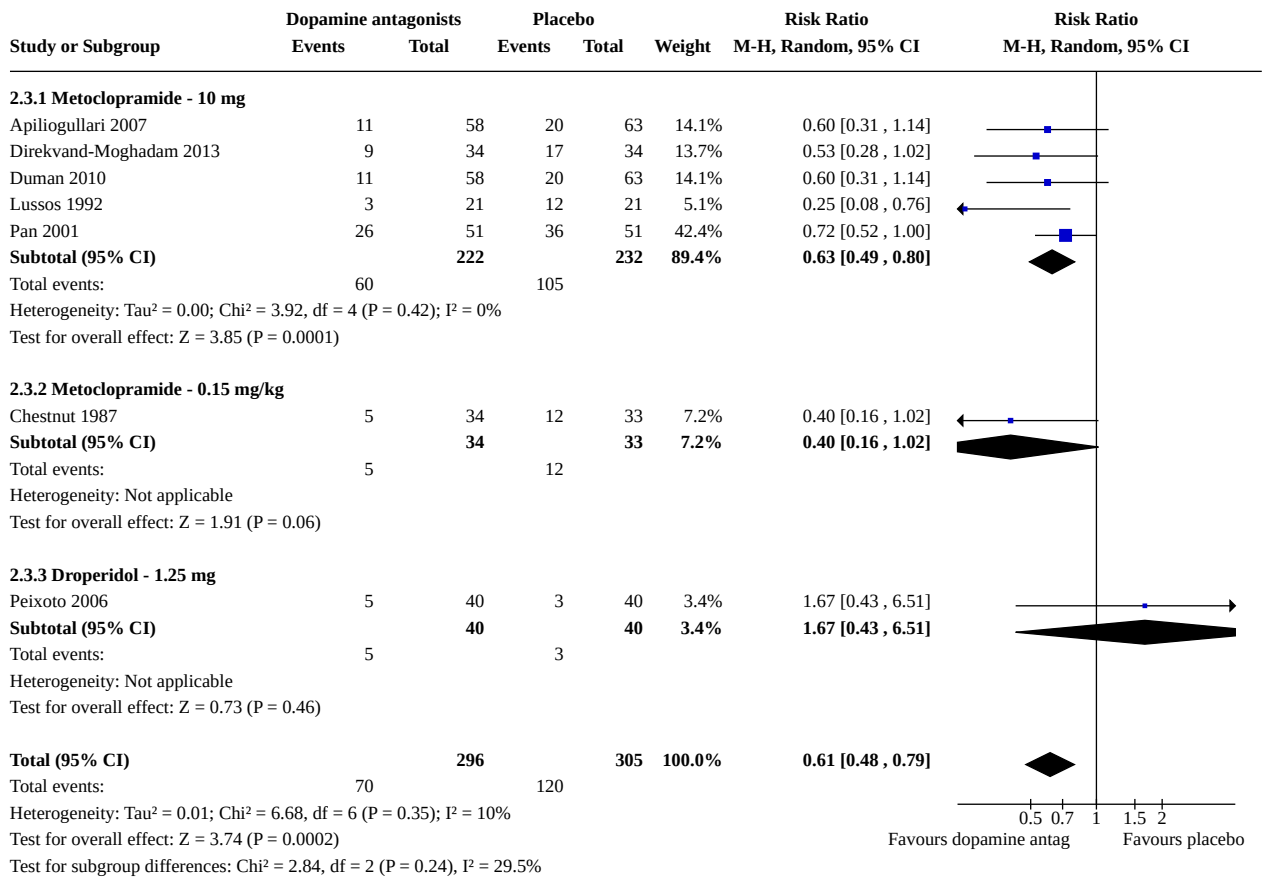 Dopamine antagonists Placebo Risk Ratio Risk Ratio
Study or Subgroup Events Total Events Total Weight M-H, Random, 95% CI M-H, Random, 95% CI
2.3.1 Metoclopramide - 10 mg
Apiliogullari 2007 11 58 20 63 14.1% 0.60 [0.31 , 1.14]
Direkvand-Moghadam 2013 9 34 17 34 13.7% 0.53 [0.28 , 1.02]
Duman 2010 11 58 20 63 14.1% 0.60 [0.31 , 1.14]
Lussos 1992 3 21 12 21 5.1% 0.25 [0.08 , 0.76]
Pan 2001 26 51 36 51 42.4% 0.72 [0.52 , 1.00]
Subtotal (95% CI) 222 232 89.4% 0.63 [0.49 , 0.80]
Total events: 60 105
Heterogeneity: Tau² = 0.00; Chi² = 3.92, df = 4 (P = 0.42); I² = 0%
Test for overall effect: Z = 3.85 (P = 0.0001)
2.3.2 Metoclopramide - 0.15 mg/kg
Chestnut 1987 5 34 12 33 7.2% 0.40 [0.16 , 1.02]
Subtotal (95% CI) 34 33 7.2% 0.40 [0.16 , 1.02]
Total events: 5 12
Heterogeneity: Not applicable
Test for overall effect: Z = 1.91 (P = 0.06)
2.3.3 Droperidol - 1.25 mg
Peixoto 2006 5 40 3 40 3.4% 1.67 [0.43 , 6.51]
Subtotal (95% CI) 40 40 3.4% 1.67 [0.43 , 6.51]
Total events: 5 3
Heterogeneity: Not applicable
Test for overall effect: Z = 0.73 (P = 0.46)
Total (95% CI) 296 305 100.0% 0.61 [0.48 , 0.79]
Total events: 70 120
Heterogeneity: Tau² = 0.01; Chi² = 6.68, df = 6 (P = 0.35); I² = 10%
0.5 0.7 1 1.5 2
Test for overall effect: Z = 3.74 (P = 0.0002) Favours dopamine antag Favours placebo
Test for subgroup differences: Chi² = 2.84, df = 2 (P = 0.24), I² = 29.5%